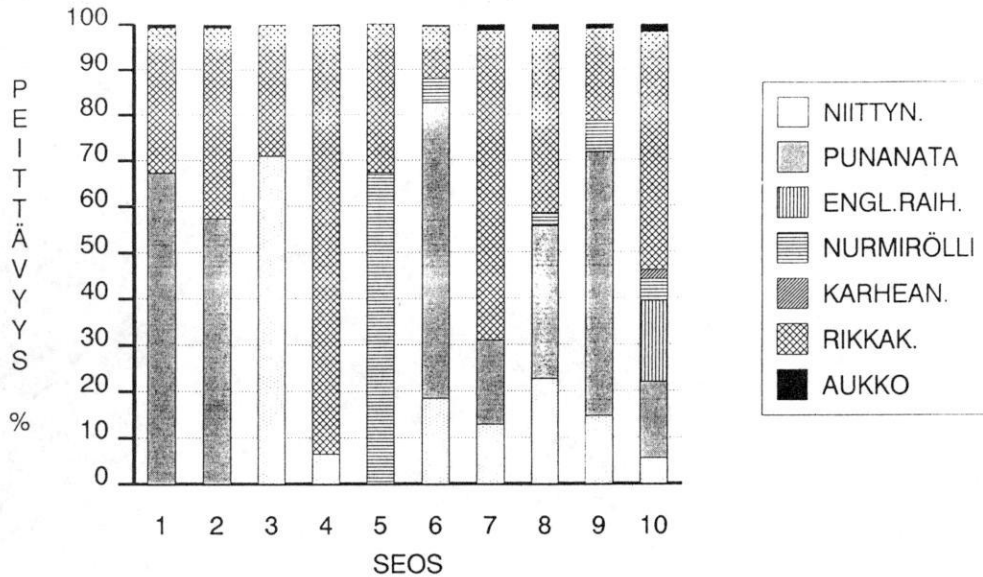 PEITTÄVYYS %
100
90
80
70
60
50
40
30
20
10
0
1 2 3 4 5 6 7 8 9 10
SEOS
NIITTYN.
PUNANATA
ENGL.RAIH.
NURMIRÖLLI
KARHEAN.
RIKKAK.
AUKKO